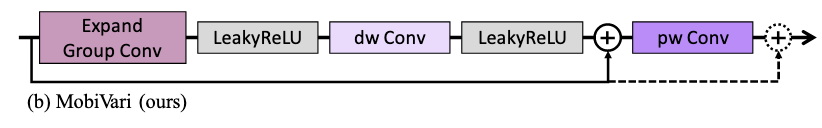 Expand
Group Conv
LeakyReLU
dw Conv
LeakyReLU
+
pw Conv
+
(b) MobiVari (ours)